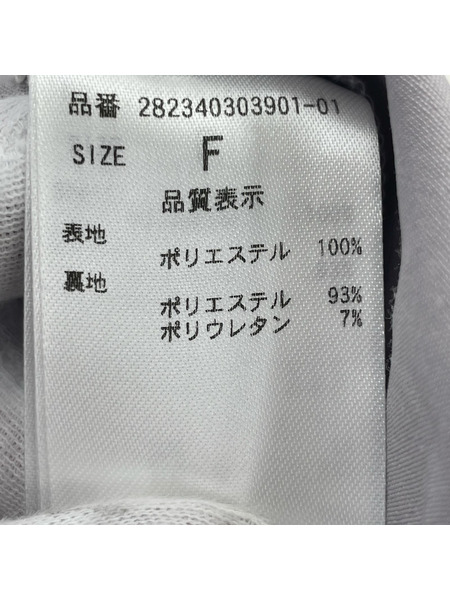 品番 282340303901-01
SIZE F
品質表示
表地
ポリエステル 100%
裏地
ポリエステル 93%
ポリウレタン 7%